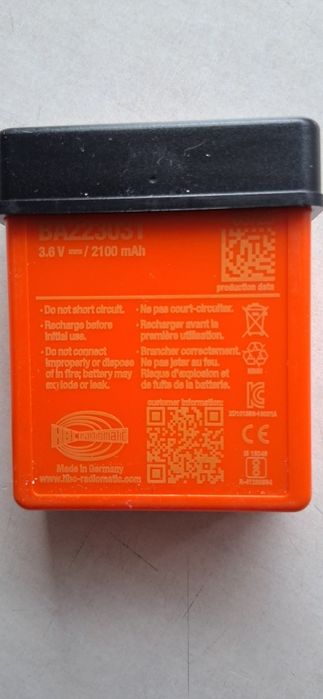 BA223031
3.6 V ⎓ / 2100 mAh
production date
· Do not short circuit.
· Recharge before
initial use.
· Do not connect
improperly or dispose
of in fire; battery may
explode or leak.
· Ne pas court-circuiter.
· Recharger avant la
première utilisation.
· Brancher correctement.
Ne pas jeter au feu.
Risque d'explosion et
de fuite de la batterie.
customer information:
HBC radiomatic
Made in Germany
www.hbc-radiomatic.com
CE